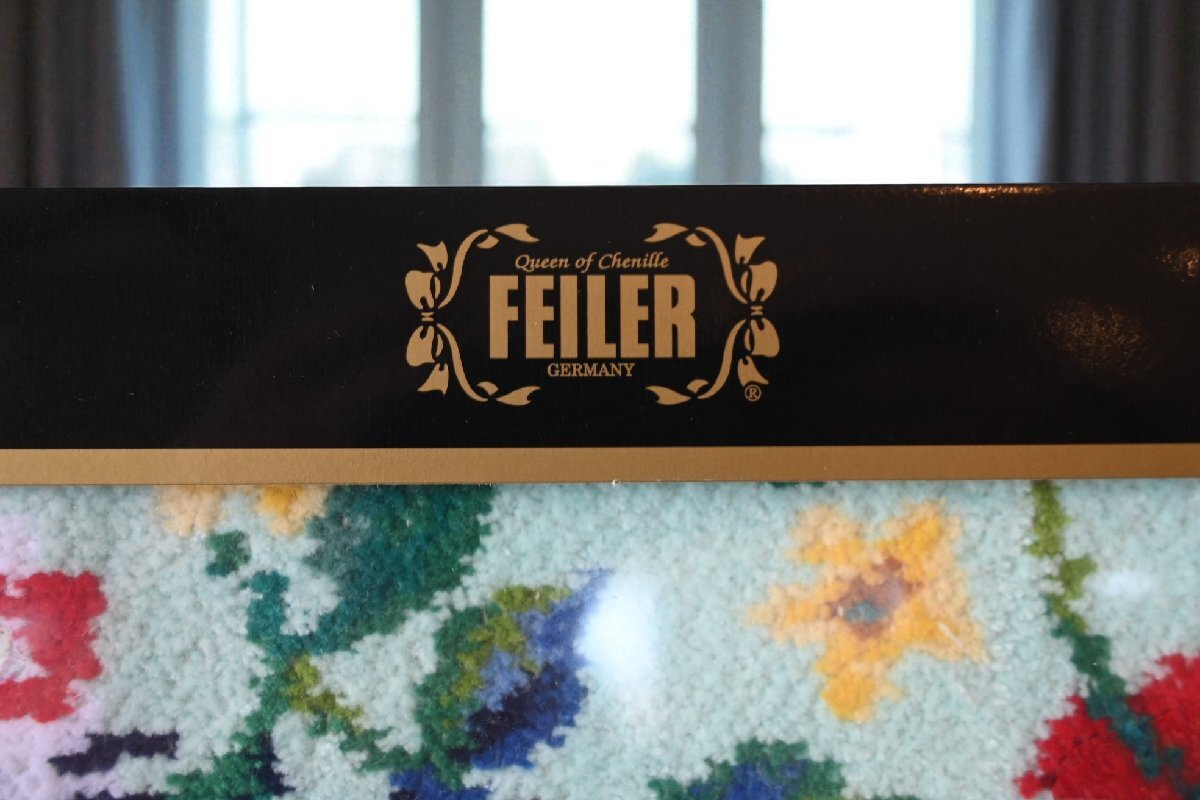 Queen of Chenille
FEILER
GERMANY
®